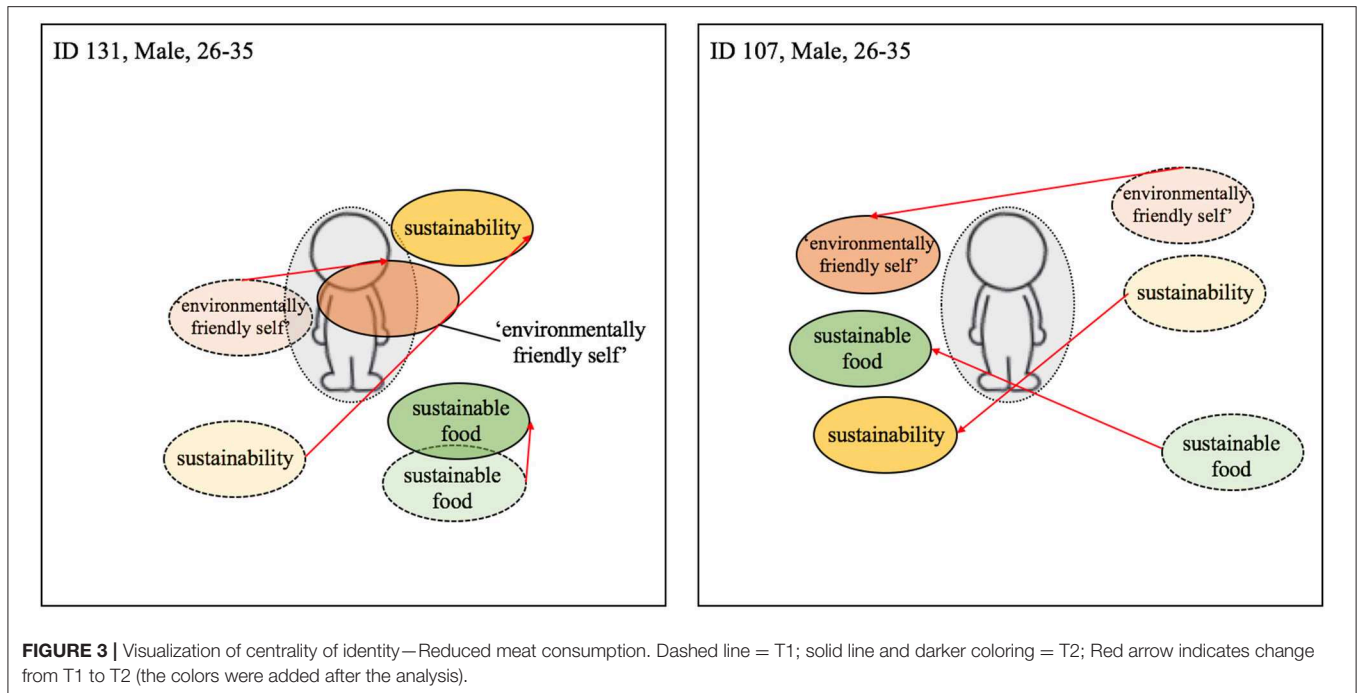 ID 131, Male, 26-35
sustainability
'environmentally
friendly self'
'environmentally
friendly self'
sustainable
food
sustainability
sustainable
food
ID 107, Male, 26-35
'environmentally
friendly self'
'environmentally
friendly self'
sustainability
sustainable
food
sustainability
sustainable
food
FIGURE 3 | Visualization of centrality of identity—Reduced meat consumption. Dashed line = T1; solid line and darker coloring = T2; Red arrow indicates change
from T1 to T2 (the colors were added after the analysis).